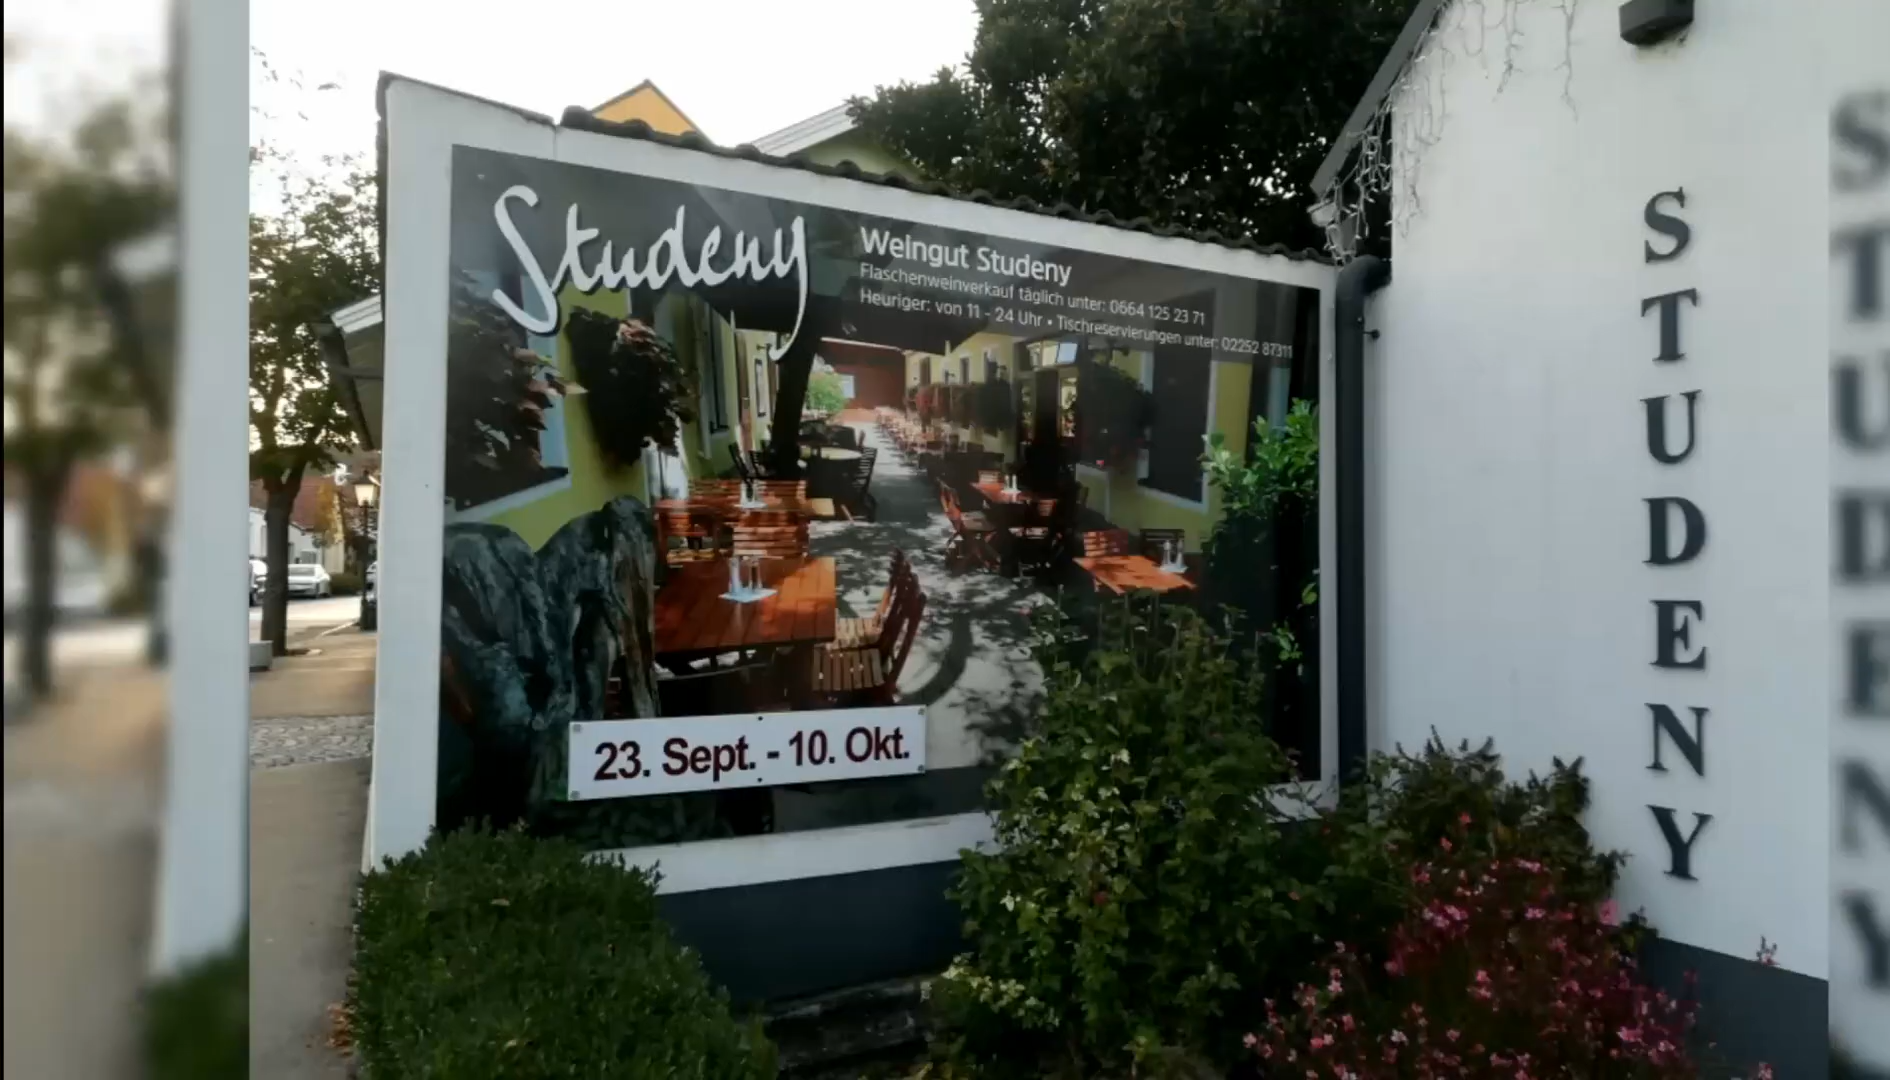 Studeny
Weingut Studeny
Flaschenweinverkauf täglich unter: 0664 125 23 71
Heuriger: von 11 - 24 Uhr • Tischreservierungen unter: 02252 87311
23. Sept. - 10. Okt.
STUDENY